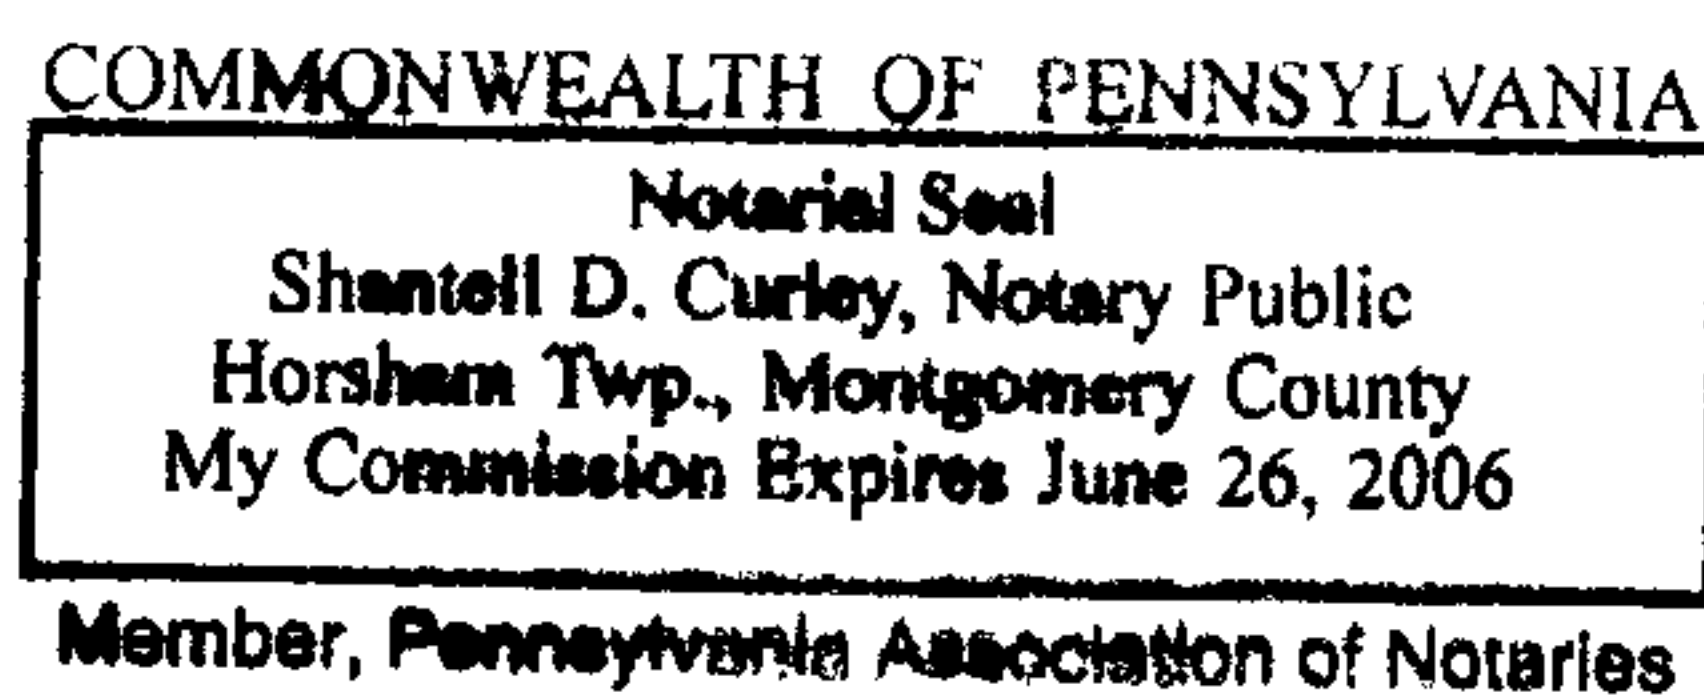 COMMONWEALTH OF PENNSYLVANIA
Notarial Seal
Shantell D. Curley, Notary Public
Horsham Twp., Montgomery County
My Commission Expires June 26, 2006
Member, Pennsylvania Association of Notaries